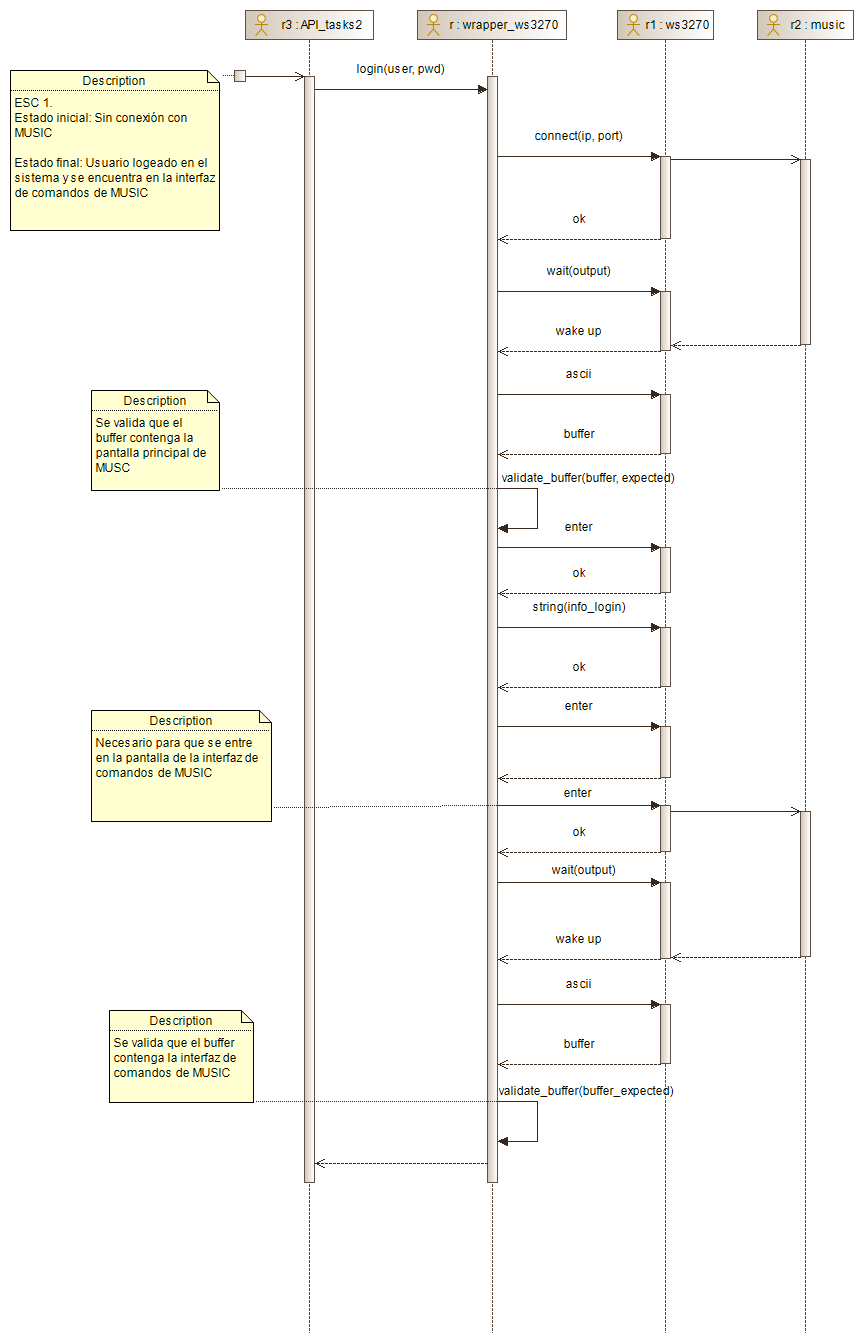 r3 : API_tasks2
r : wrapper_ws3270
r1 : ws3270
r2 : music
login(user, pwd)
Description
ESC 1.
Estado inicial: Sin conexión con
MUSIC
Estado final: Usuario logeado en el
sistema y se encuentra en la interfaz
de comandos de MUSIC
connect(ip, port)
ok
wait(output)
wake up
ascii
Description
Se valida que el
buffer contenga la
pantalla principal de
MUSC
buffer
validate_buffer(buffer, expected)
enter
ok
string(info_login)
ok
enter
Description
Necesario para que se entre
en la pantalla de la interfaz de
comandos de MUSIC
enter
ok
wait(output)
wake up
ascii
Description
Se valida que el buffer
contenga la interfaz de
comandos de MUSIC
buffer
validate_buffer(buffer_expected)